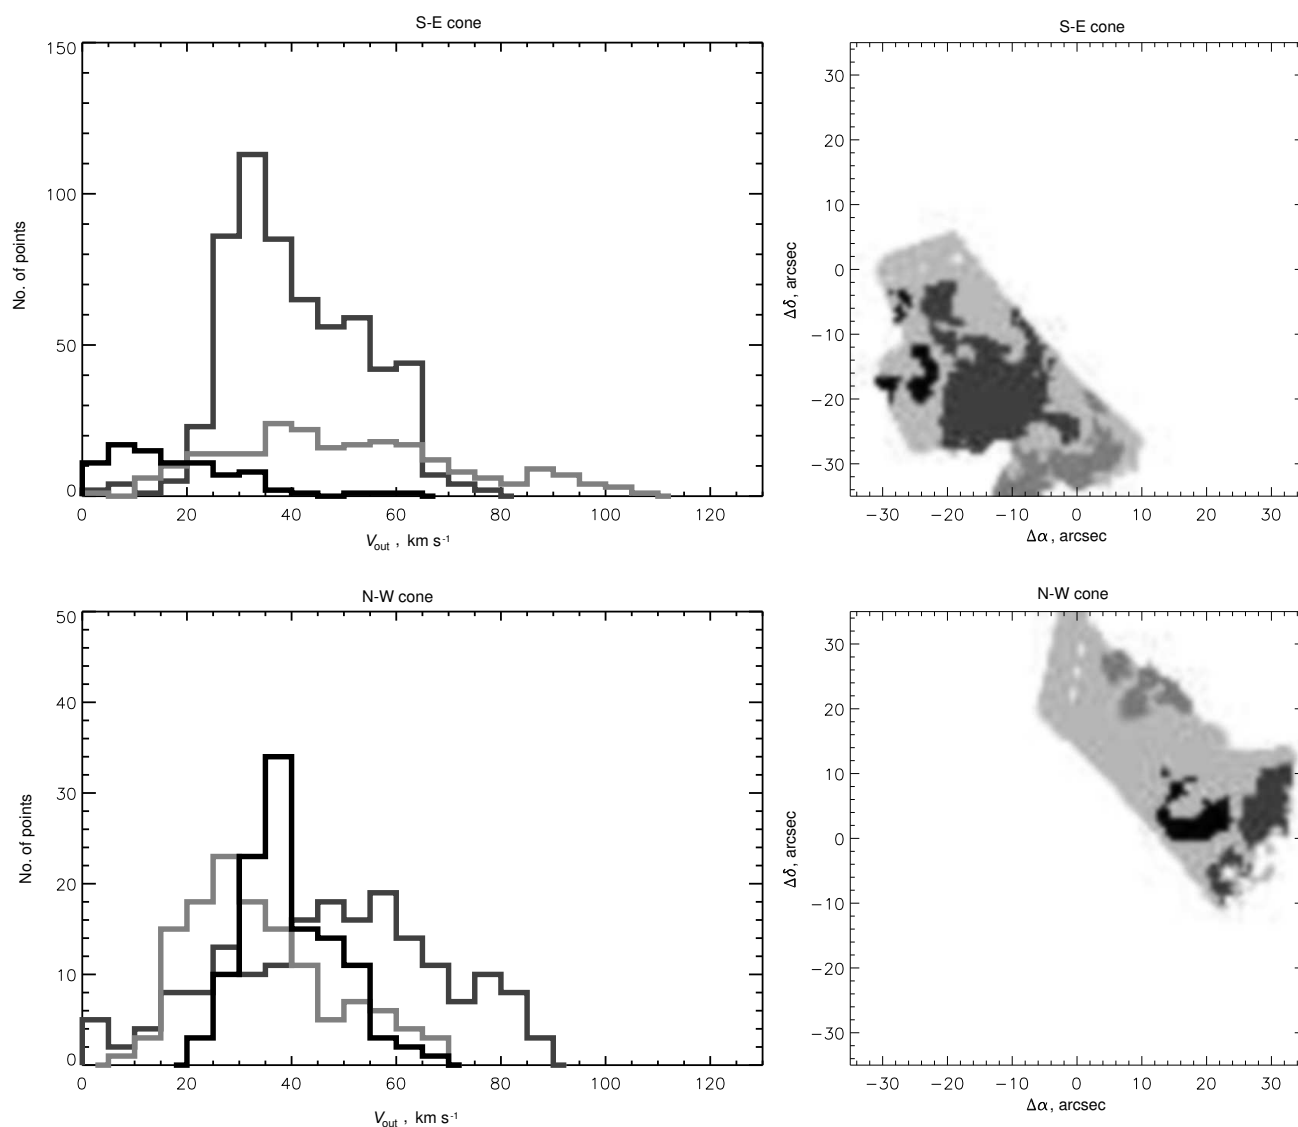 S-E cone
S-E cone
150
100
50
0
No. of points
0 20 40 60 80 100 120
V_out , km s⁻¹
30
20
10
0
−10
−20
−30
Δδ, arcsec
−30 −20 −10 0 10 20 30
Δα, arcsec
N-W cone
N-W cone
50
40
30
20
10
0
No. of points
0 20 40 60 80 100 120
V_out , km s⁻¹
30
20
10
0
−10
−20
−30
Δδ, arcsec
−30 −20 −10 0 10 20 30
Δα, arcsec